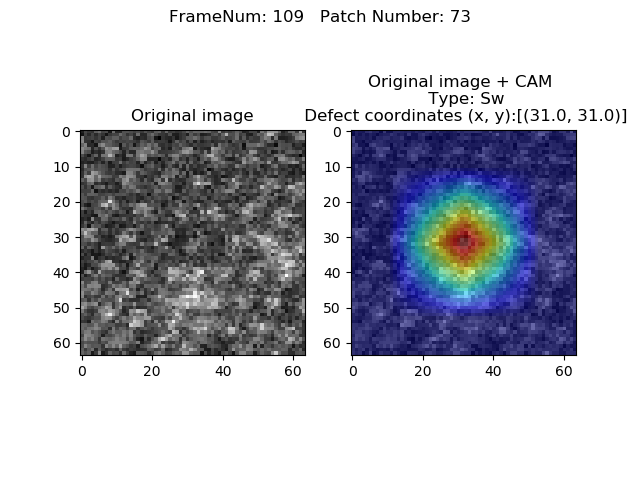 FrameNum: 109   Patch Number: 73
Original image
Original image + CAM
Type: Sw
Defect coordinates (x, y):[(31.0, 31.0)]
0
10
20
30
40
50
60
0 20 40 60
0
10
20
30
40
50
60
0 20 40 60